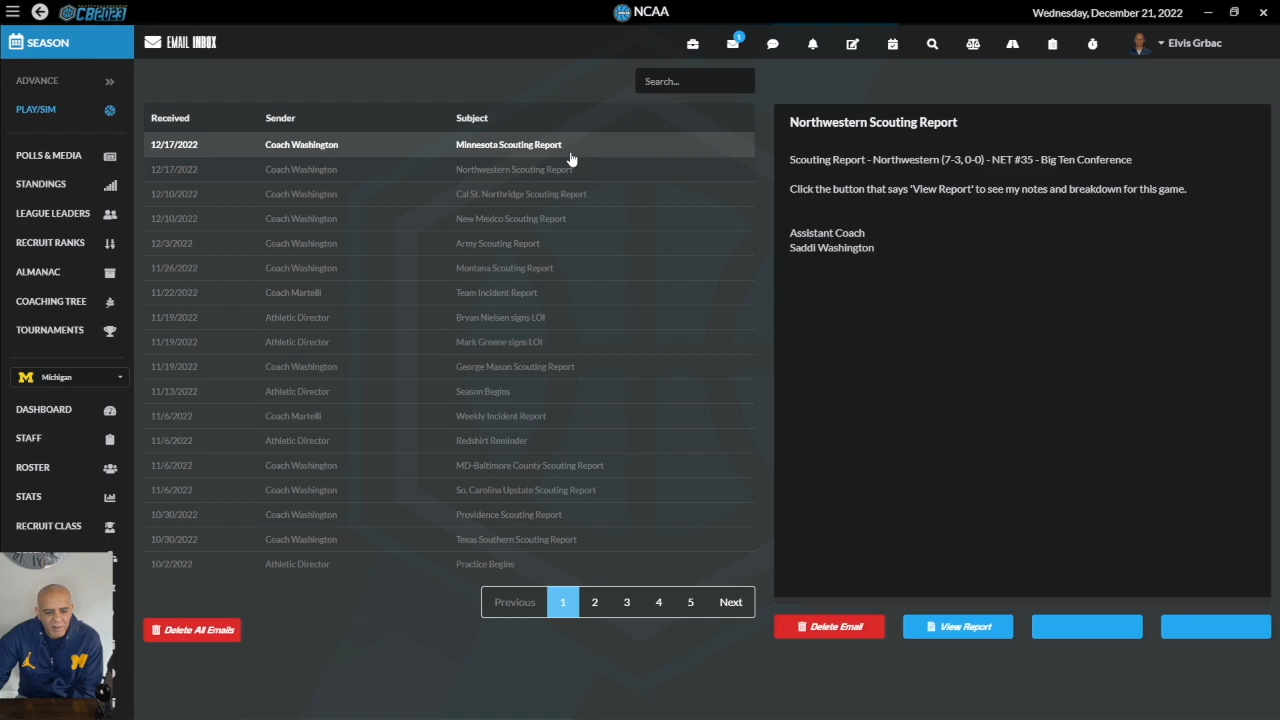 CB2023
NCAA
Wednesday, December 21, 2022
SEASON
EMAIL INBOX
1
Elvis Grbac
ADVANCE
PLAY/SIM
POLLS & MEDIA
STANDINGS
LEAGUE LEADERS
RECRUIT RANKS
ALMANAC
COACHING TREE
TOURNAMENTS
Michigan
DASHBOARD
STAFF
ROSTER
STATS
RECRUIT CLASS
Search...
Received Sender Subject
12/17/2022 Coach Washington Minnesota Scouting Report
12/17/2022 Coach Washington Northwestern Scouting Report
12/10/2022 Coach Washington Cal St. Northridge Scouting Report
12/10/2022 Coach Washington New Mexico Scouting Report
12/3/2022 Coach Washington Army Scouting Report
11/26/2022 Coach Washington Montana Scouting Report
11/22/2022 Coach Martelli Team Incident Report
11/19/2022 Athletic Director Bryan Nielsen signs LOI
11/19/2022 Athletic Director Mark Greene signs LOI
11/19/2022 Coach Washington George Mason Scouting Report
11/13/2022 Athletic Director Season Begins
11/6/2022 Coach Martelli Weekly Incident Report
11/6/2022 Athletic Director Redshirt Reminder
11/6/2022 Coach Washington MD-Baltimore County Scouting Report
11/6/2022 Coach Washington So. Carolina Upstate Scouting Report
10/30/2022 Coach Washington Providence Scouting Report
10/30/2022 Coach Washington Texas Southern Scouting Report
10/2/2022 Athletic Director Practice Begins
Previous 1 2 3 4 5 Next
Delete All Emails
Northwestern Scouting Report
Scouting Report - Northwestern (7-3, 0-0) - NET #35 - Big Ten Conference
Click the button that says 'View Report' to see my notes and breakdown for this game.
Assistant Coach
Saddi Washington
Delete Email
View Report